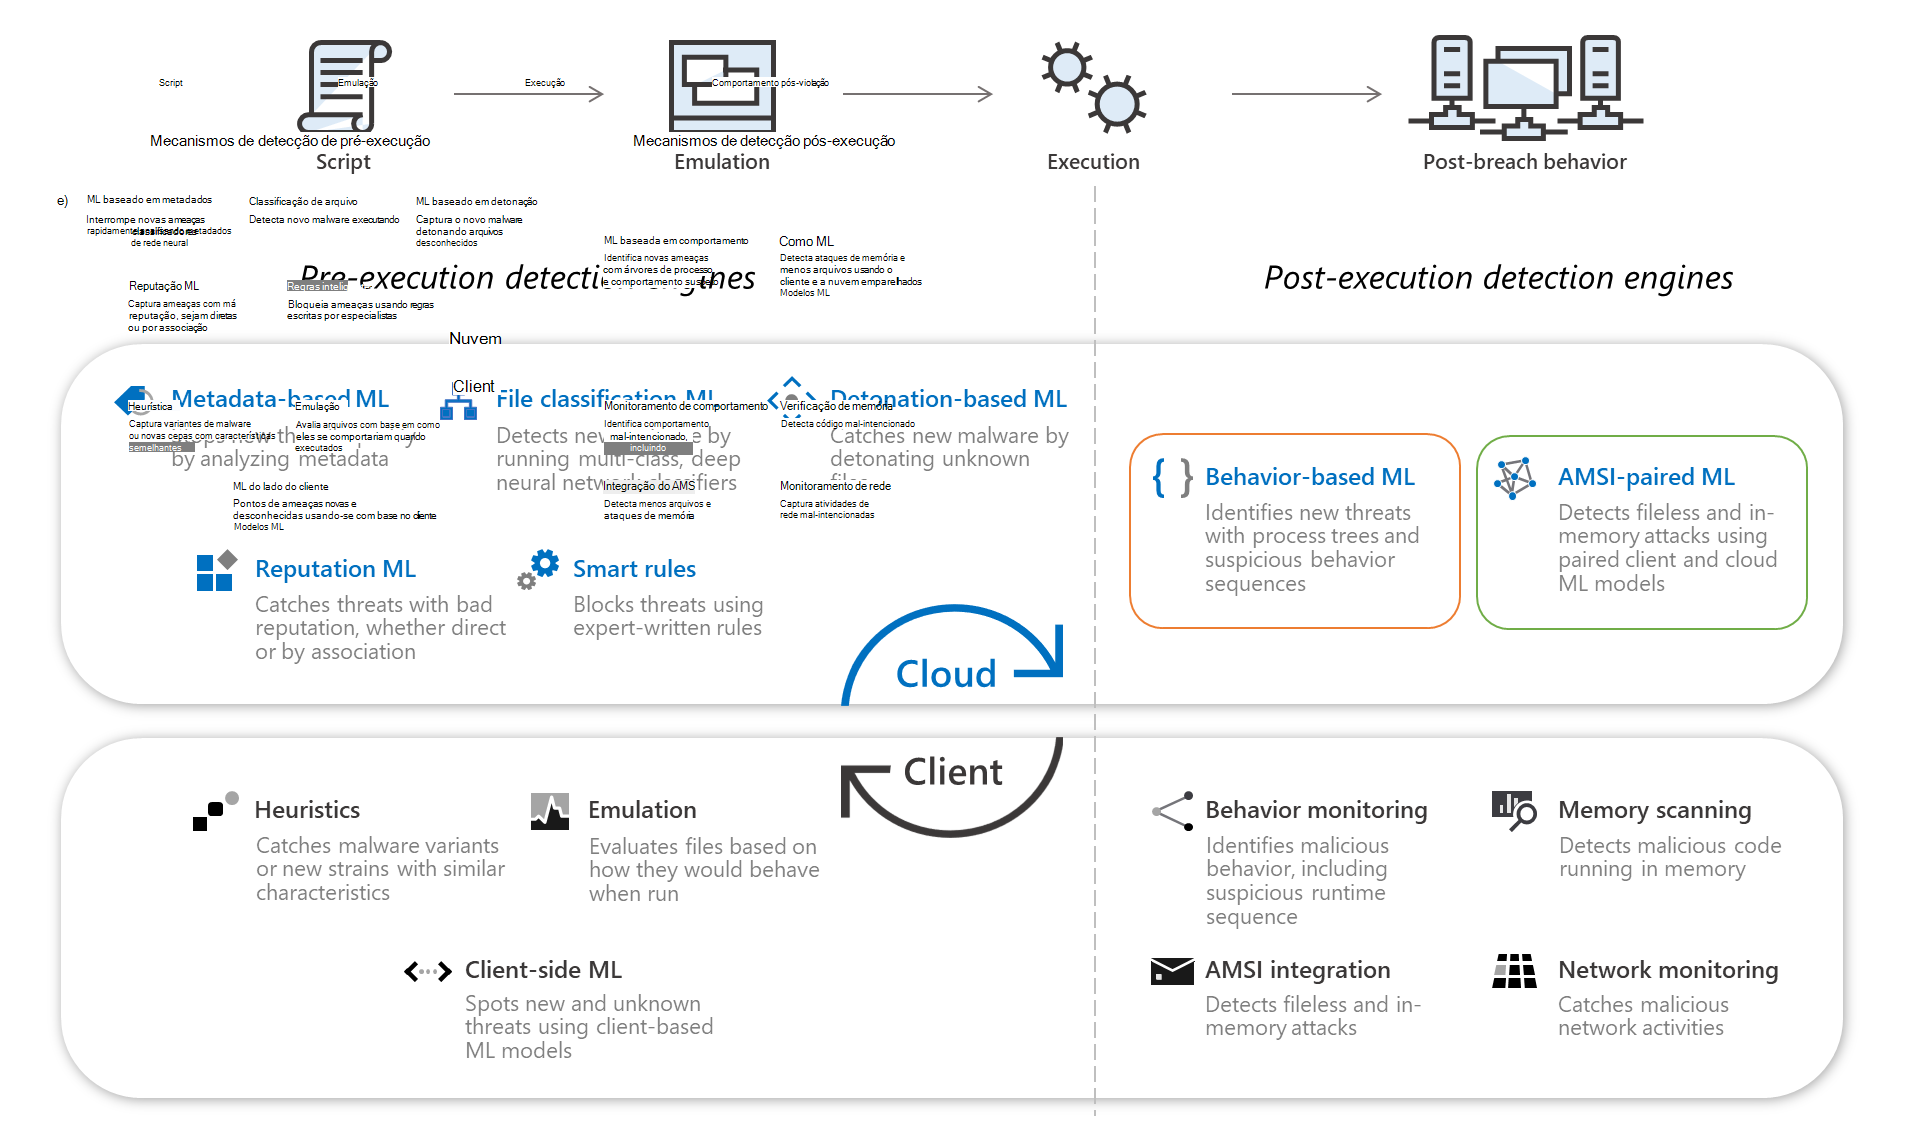 Script
Emulação
Execução
Comportamento pós-violação
Mecanismos de detecção de pré-execução
Mecanismos de detecção pós-execução
Script
Emulation
Execution
Post-breach behavior
e)
ML baseado em metadados
Interrompe novas ameaças
rapidamente analisando metadados
classificadores
de rede neural
Classificação de arquivo
Detecta novo malware executando
ML baseado em detonação
Captura o novo malware
detonando arquivos
desconhecidos
ML baseada em comportamento
Identifica novas ameaças
com árvores de processo
e comportamento suspeito
Como ML
Detecta ataques de memória e
menos arquivos usando o
cliente e a nuvem emparelhados
Modelos ML
Pre-execution detection engines
Post-execution detection engines
Reputação ML
Captura ameaças com má
reputação, sejam diretas
ou por associação
Regras
Bloqueia ameaças usando regras
escritas por especialistas
Nuvem
Client
Metadata-based ML
by analyzing metadata
File classification ML
Detects new by
running multi-class, deep
neural network classifiers
Detonation-based ML
Catches new malware by
detonating unknown
Heurística
Captura variantes de malware
ou novas cepas com características
semelhantes
Emulação
Avalia arquivos com base em como
eles se comportariam quando
executados
Monitoramento de comportamento
Identifica comportamento,
mal-intencionado,
incluindo
Verificação de memória
Detecta código mal-intencionado
ML do lado do cliente
Pontos de ameaças novas e
desconhecidas usando-se com base no cliente
Modelos ML
Integração do AMS
Detecta menos arquivos e
ataques de memória
Monitoramento de rede
Captura atividades de
rede mal-intencionadas
Behavior-based ML
Identifies new threats
with process trees and
suspicious behavior
sequences
AMSI-paired ML
Detects fileless and in-
memory attacks using
paired client and cloud
ML models
Reputation ML
Catches threats with bad
reputation, whether direct
or by association
Smart rules
Blocks threats using
expert-written rules
Cloud
Client
Heuristics
Catches malware variants
or new strains with similar
characteristics
Emulation
Evaluates files based on
how they would behave
when run
Behavior monitoring
Identifies malicious
behavior, including
suspicious runtime
sequence
Memory scanning
Detects malicious code
running in memory
Client-side ML
Spots new and unknown
threats using client-based
ML models
AMSI integration
Detects fileless and in-
memory attacks
Network monitoring
Catches malicious
network activities